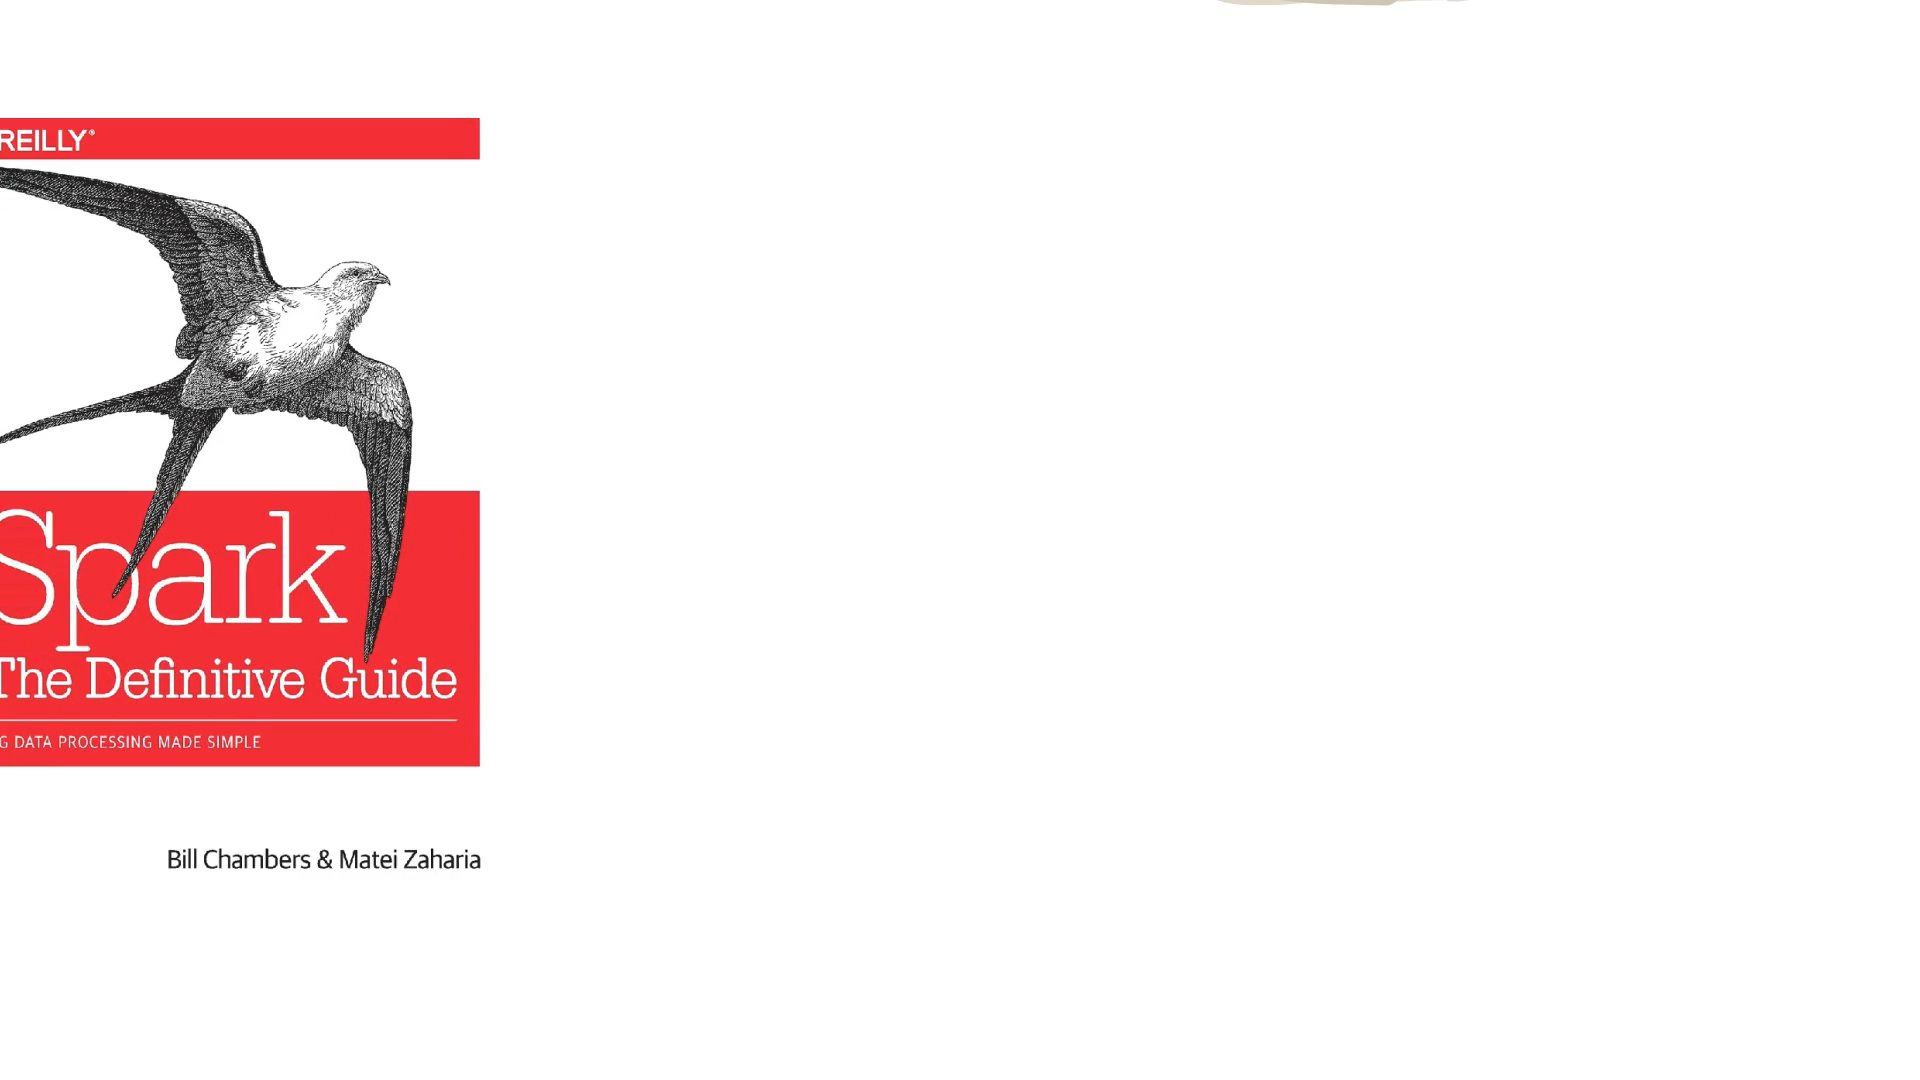 REILLY®
Spark
The Definitive Guide
G DATA PROCESSING MADE SIMPLE
Bill Chambers & Matei Zaharia